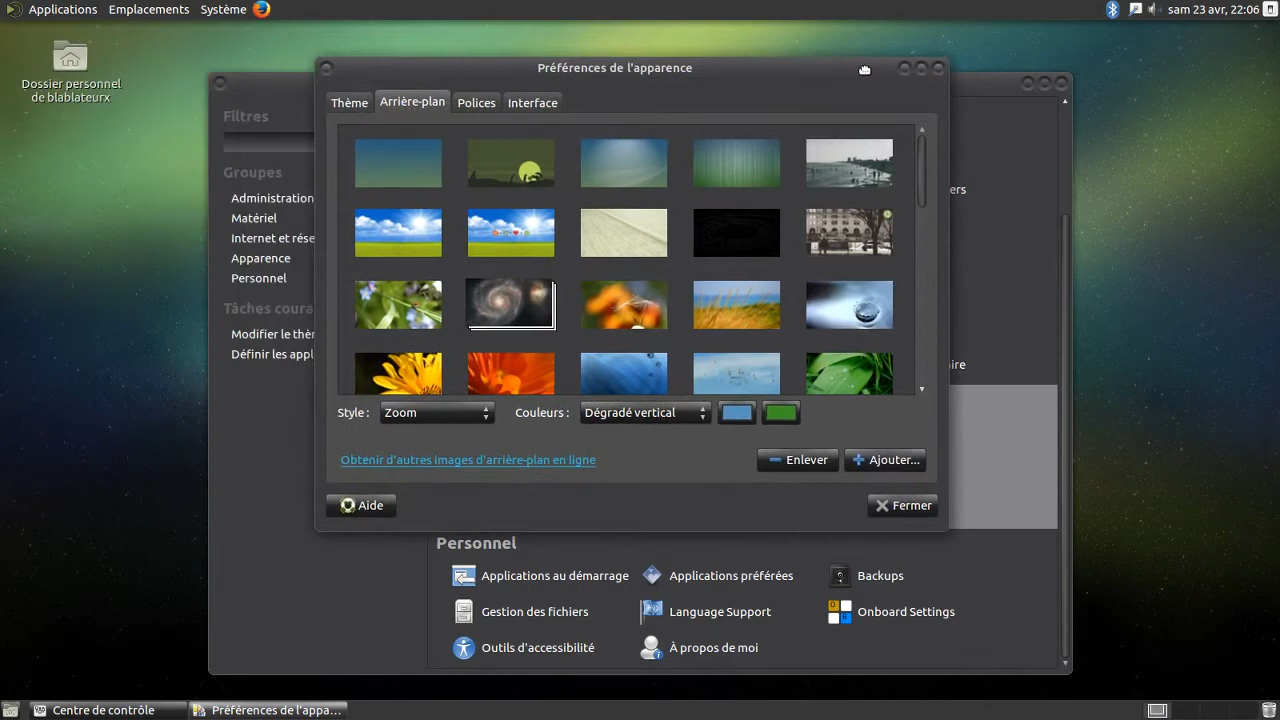 Applications Emplacements Système
sam 23 avr, 22:06
Dossier personnel
de blablateurx
Préférences de l'apparence
Thème Arrière-plan Polices Interface
Filtres
Groupes
Administration
Matériel
Internet et rése
Apparence
Personnel
Tâches coura
Modifier le thèm
Définir les appl
ers
aire
Style : Zoom Couleurs : Dégradé vertical
Obtenir d'autres images d'arrière-plan en ligne
Enlever Ajouter...
Aide Fermer
Personnel
Applications au démarrage Applications préférées Backups
Gestion des fichiers Language Support Onboard Settings
Outils d'accessibilité À propos de moi
Centre de contrôle Préférences de l'appa...